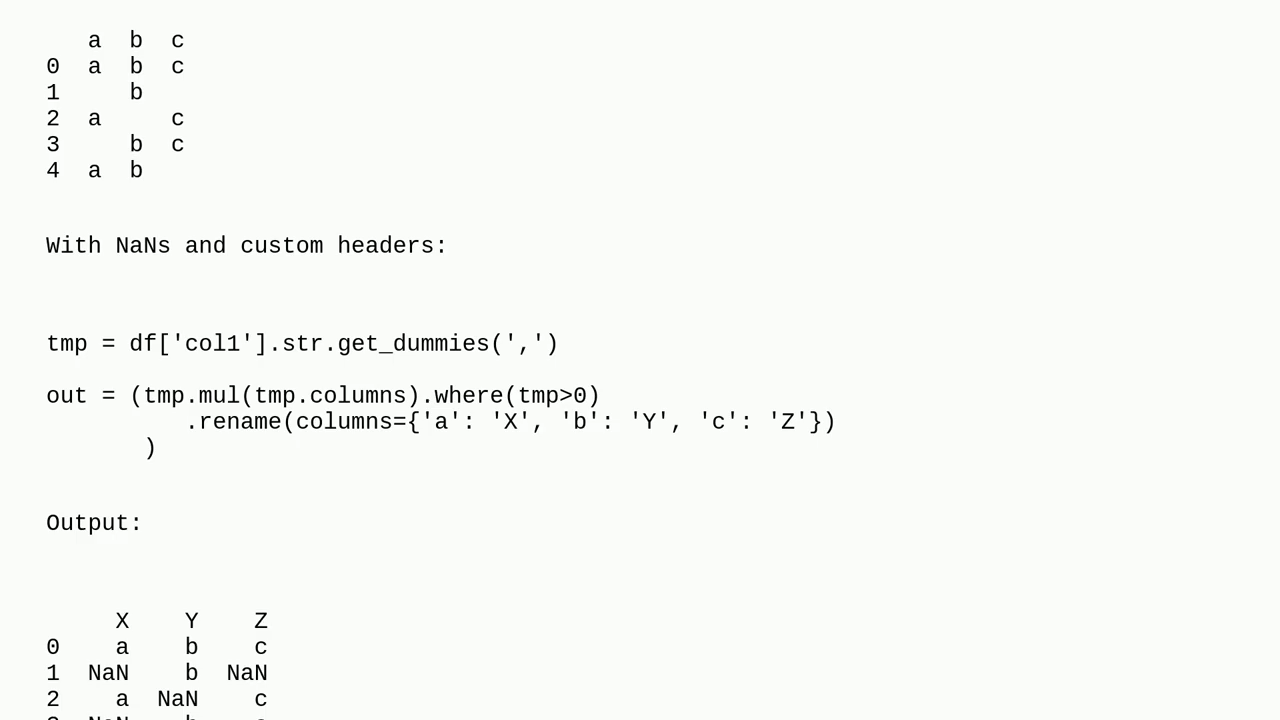 a  b  c
0  a  b  c
1     b
2  a     c
3     b  c
4  a  b
With NaNs and custom headers:
tmp = df['col1'].str.get_dummies(',')
out = (tmp.mul(tmp.columns).where(tmp>0)
          .rename(columns={'a': 'X', 'b': 'Y', 'c': 'Z'})
       )
Output:
     X    Y    Z
0    a    b    c
1  NaN    b  NaN
2    a  NaN    c